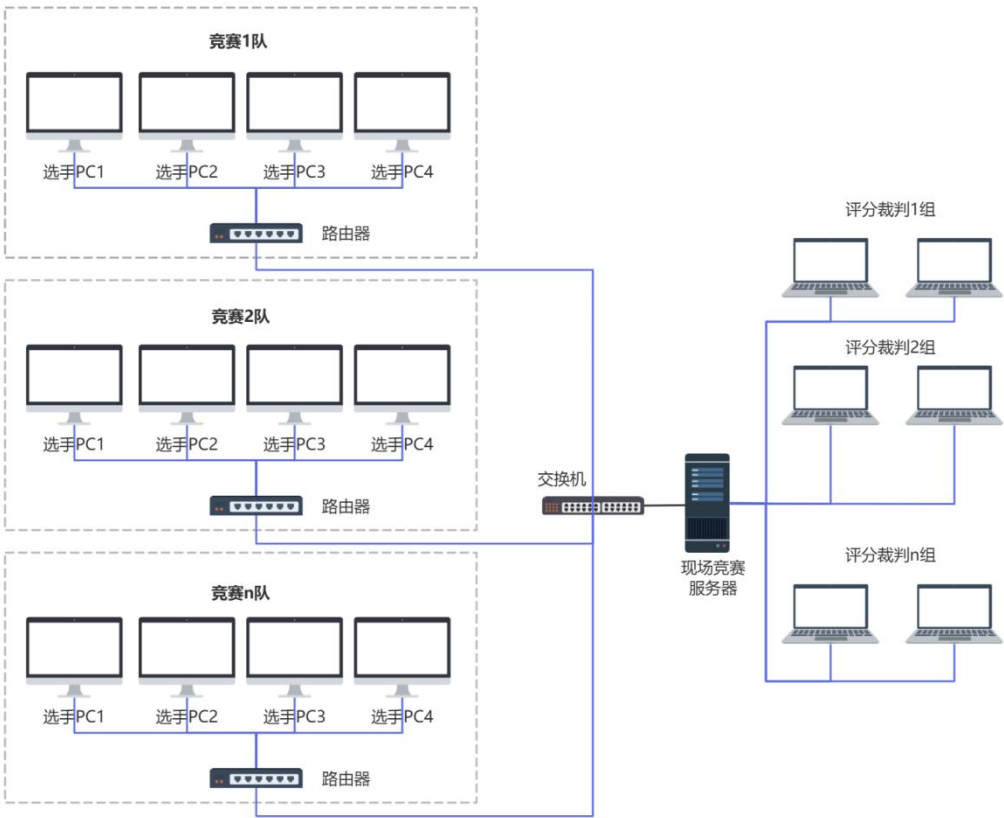 竞赛1队
选手PC1 选手PC2 选手PC3 选手PC4
路由器
竞赛2队
选手PC1 选手PC2 选手PC3 选手PC4
路由器
竞赛n队
选手PC1 选手PC2 选手PC3 选手PC4
路由器
交换机
现场竞赛
服务器
评分裁判1组
评分裁判2组
评分裁判n组